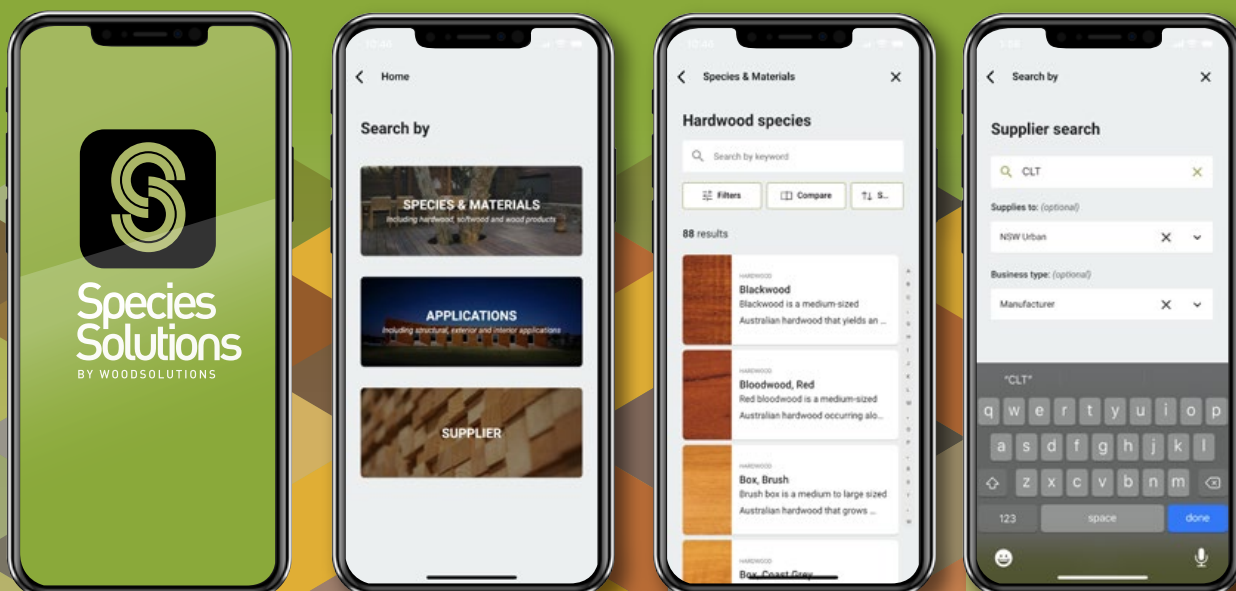 Species
Solutions
BY WOODSOLUTIONS
10:44
Home
Search by
SPECIES & MATERIALS
Including hardwood, softwood and wood products
APPLICATIONS
Including structural, exterior and interior applications
SUPPLIER
10:44
Species & Materials
Hardwood species
Search by keyword
Filters
Compare
S...
88 results
HARDWOOD
Blackwood
Blackwood is a medium-sized
Australian hardwood that yields an ...
HARDWOOD
Bloodwood, Red
Red bloodwood is a medium-sized
Australian hardwood occurring alo...
HARDWOOD
Box, Brush
Brush box is a medium to large sized
Australian hardwood that grows ...
HARDWOOD
Box, Coast Grey
Search by
Supplier search
CLT
Supplies to: (optional)
NSW Urban
Business type: (optional)
Manufacturer
"CLT"
q w e r t y u i o p
a s d f g h j k l
z x c v b n m
123 space done